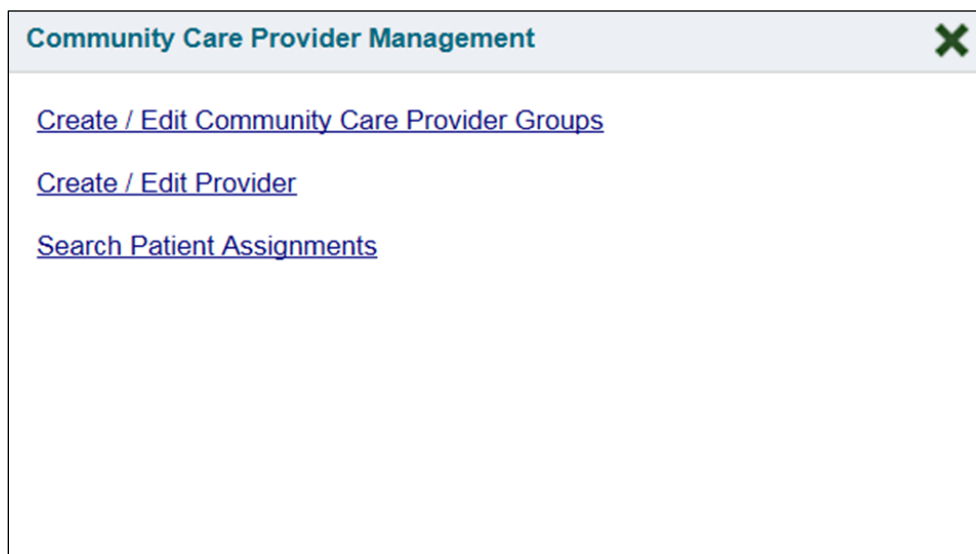 Community Care Provider Management
Create / Edit Community Care Provider Groups
Create / Edit Provider
Search Patient Assignments